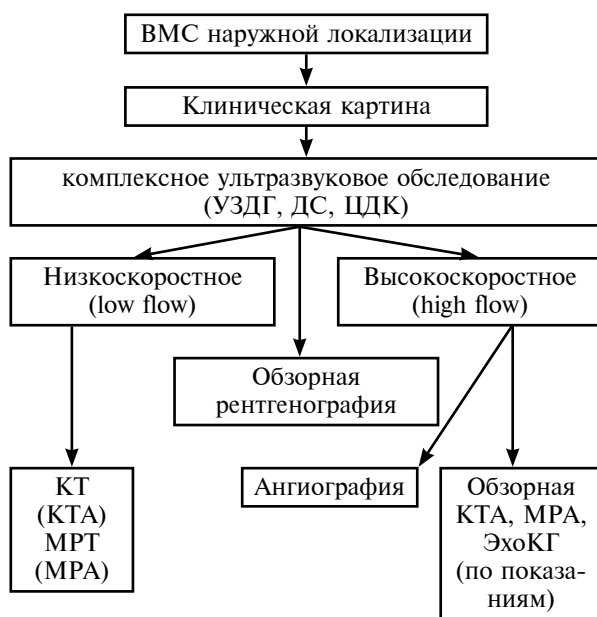 ВМС наружной локализации
Клиническая картина
комплексное ультразвуковое обследование
(УЗДГ, ДС, ЦДК)
Низкоскоростное
(low flow)
Высокоскоростное
(high flow)
Обзорная
рентгенография
КТ
(КТА)
МРТ
(МРА)
Ангиография
Обзорная
КТА, МРА,
ЭхоКГ
(по показа-
ниям)